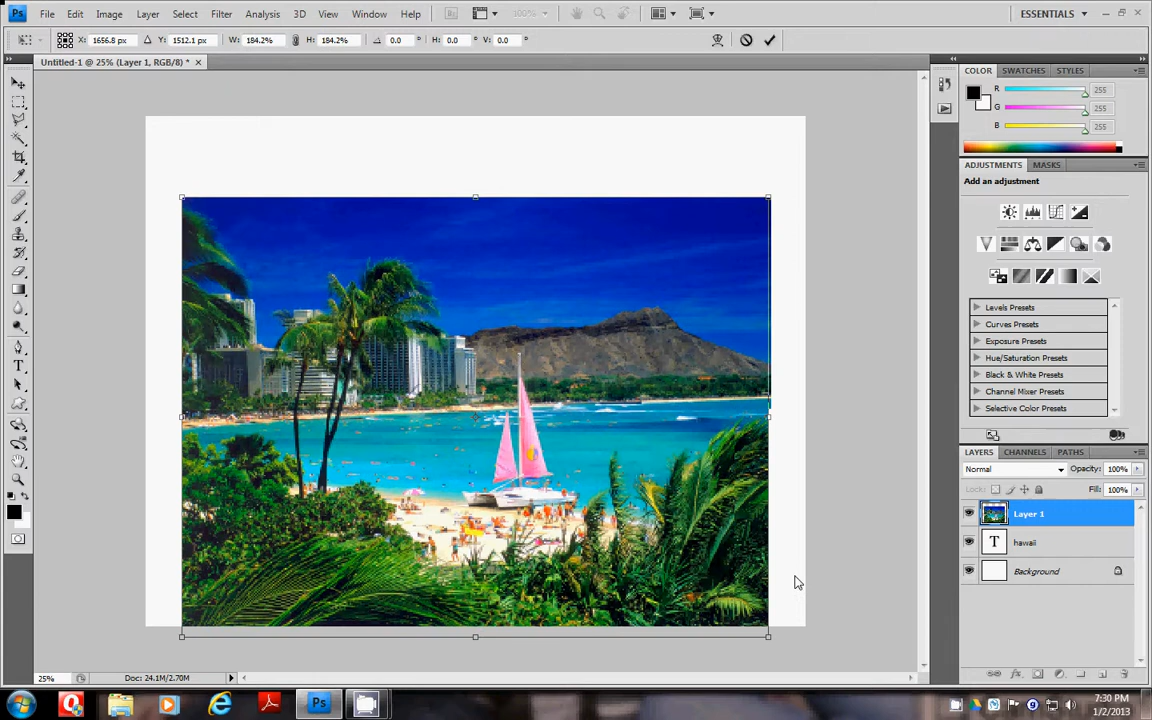 Ps File Edit Image Layer Select Filter Analysis 3D View Window Help 100% ESSENTIALS
X: 1656.8 px Y: 1512.1 px W: 184.2% H: 184.2% 0.0 ° H: 0.0 ° V: 0.0 °
Untitled-1 @ 25% (Layer 1, RGB/8) *
COLOR SWATCHES STYLES
R 255
G 255
B 255
ADJUSTMENTS MASKS
Add an adjustment
Levels Presets
Curves Presets
Exposure Presets
Hue/Saturation Presets
Black & White Presets
Channel Mixer Presets
Selective Color Presets
LAYERS CHANNELS PATHS
Normal Opacity: 100%
Lock: Fill: 100%
Layer 1
T hawaii
Background
25% Doc: 24.1M/2.70M
Ps
7:30 PM
1/2/2013